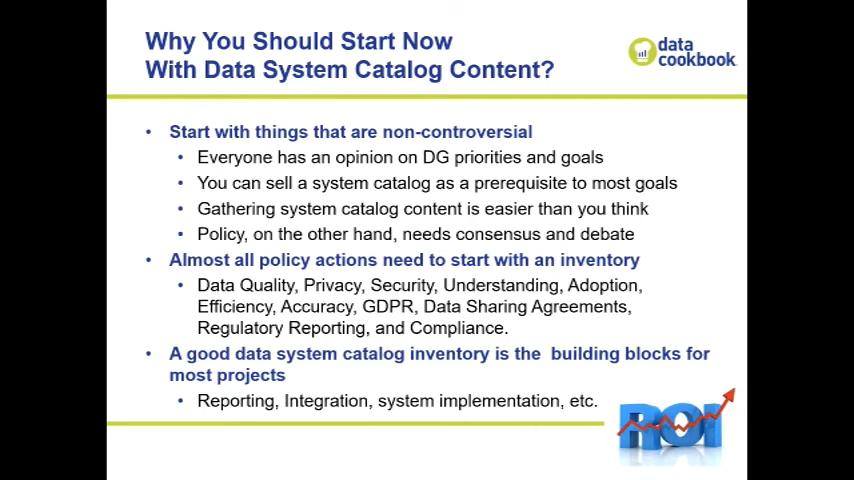 Why You Should Start Now
With Data System Catalog Content?
data
cookbook
• Start with things that are non-controversial
• Everyone has an opinion on DG priorities and goals
• You can sell a system catalog as a prerequisite to most goals
• Gathering system catalog content is easier than you think
• Policy, on the other hand, needs consensus and debate
• Almost all policy actions need to start with an inventory
• Data Quality, Privacy, Security, Understanding, Adoption,
Efficiency, Accuracy, GDPR, Data Sharing Agreements,
Regulatory Reporting, and Compliance.
• A good data system catalog inventory is the building blocks for
most projects
• Reporting, Integration, system implementation, etc.
ROI